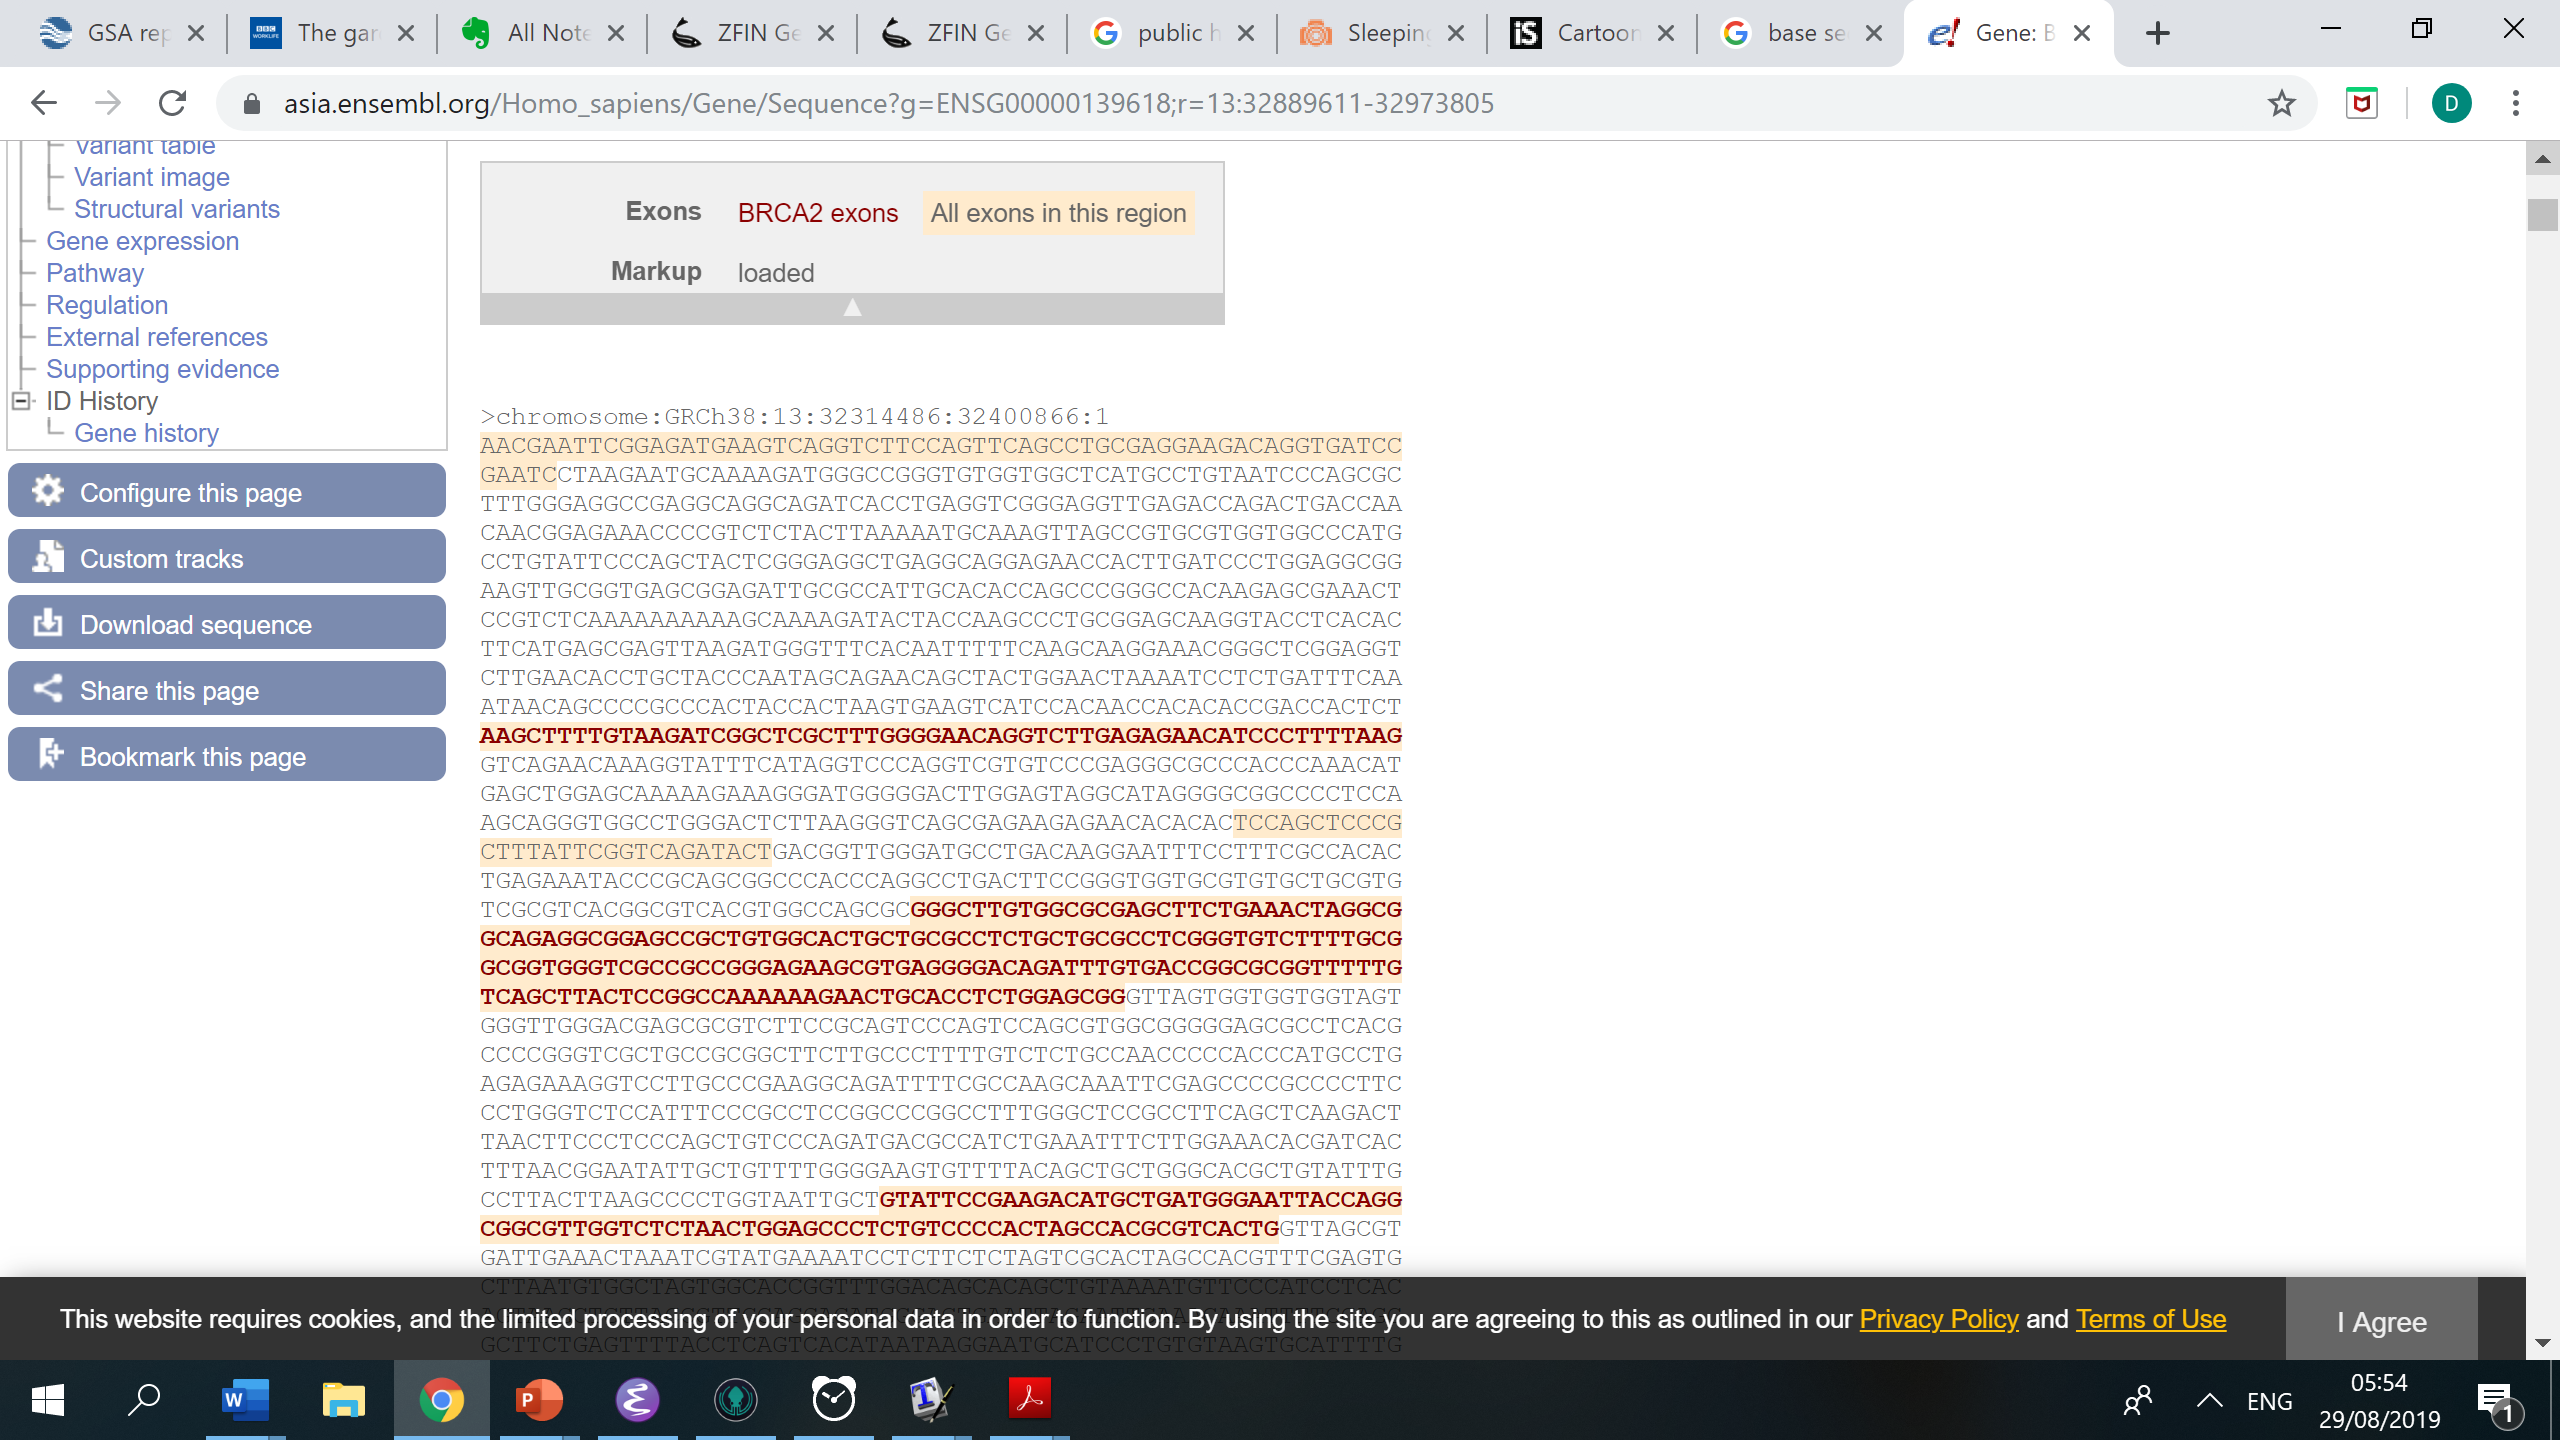 GSA rep
The gar
All Note
ZFIN Ge
ZFIN Ge
public h
Sleeping
Cartoon
base se
Gene: B
asia.ensembl.org/Homo_sapiens/Gene/Sequence?g=ENSG00000139618;r=13:32889611-32973805
D
Variant table
Variant image
Structural variants
Gene expression
Pathway
Regulation
External references
Supporting evidence
ID History
Gene history
Configure this page
Custom tracks
Download sequence
Share this page
Bookmark this page
Exons BRCA2 exons All exons in this region
Markup loaded
>chromosome:GRCh38:13:32314486:32400866:1
AACGAATTCGGAGATGAAGTCAGGTCTTCCAGTTCAGCCTGCGAGGAAGACAGGTGATCC
GAATCCTAAGAATGCAAAAGATGGGCCGGGTGTGGTGGCTCATGCCTGTAATCCCAGCGC
TTTGGGAGGCCGAGGCAGGCAGATCACCTGAGGTCGGGAGGTTGAGACCAGACTGACCAA
CAACGGAGAAACCCCGTCTCTACTTAAAAATGCAAAGTTAGCCGTGCGTGGTGGCCCATG
CCTGTATTCCCAGCTACTCGGGAGGCTGAGGCAGGAGAACCACTTGATCCCTGGAGGCGG
AAGTTGCGGTGAGCGGAGATTGCGCCATTGCACACCAGCCCGGGCCACAAGAGCGAAACT
CCGTCTCAAAAAAAAAAGCAAAAGATACTACCAAGCCCTGCGGAGCAAGGTACCTCACAC
TTCATGAGCGAGTTAAGATGGGTTTCACAATTTTTCAAGCAAGGAAACGGGCTCGGAGGT
CTTGAACACCTGCTACCCAATAGCAGAACAGCTACTGGAACTAAAATCCTCTGATTTCAA
ATAACAGCCCCGCCCACTACCACTAAGTGAAGTCATCCACAACCACACACCGACCACTCT
AAGCTTTTGTAAGATCGGCTCGCTTTGGGGAACAGGTCTTGAGAGAACATCCCTTTTAAG
GTCAGAACAAAGGTATTTCATAGGTCCCAGGTCGTGTCCCGAGGGCGCCCACCCAAACAT
GAGCTGGAGCAAAAAGAAAGGGATGGGGGACTTGGAGTAGGCATAGGGGCGGCCCCTCCA
AGCAGGGTGGCCTGGGACTCTTAAGGGTCAGCGAGAAGAGAACACACACTCCAGCTCCCG
CTTTATTCGGTCAGATACTGACGGTTGGGATGCCTGACAAGGAATTTCCTTTCGCCACAC
TGAGAAATACCCGCAGCGGCCCACCCAGGCCTGACTTCCGGGTGGTGCGTGTGCTGCGTG
TCGCGTCACGGCGTCACGTGGCCAGCGCGGGCTTGTGGCGCGAGCTTCTGAAACTAGGCG
GCAGAGGCGGAGCCGCTGTGGCACTGCTGCGCCTCTGCTGCGCCTCGGGTGTCTTTTGCG
GCGGTGGGTCGCCGCCGGGAGAAGCGTGAGGGGACAGATTTGTGACCGGCGCGGTTTTTG
TCAGCTTACTCCGGCCAAAAAAGAACTGCACCTCTGGAGCGGGTTAGTGGTGGTGGTAGT
GGGTTGGGACGAGCGCGTCTTCCGCAGTCCCAGTCCAGCGTGGCGGGGGAGCGCCTCACG
CCCCGGGTCGCTGCCGCGGCTTCTTGCCCTTTTGTCTCTGCCAACCCCCACCCATGCCTG
AGAGAAAGGTCCTTGCCCGAAGGCAGATTTTCGCCAAGCAAATTCGAGCCCCGCCCCTTC
CCTGGGTCTCCATTTCCCGCCTCCGGCCCGGCCTTTGGGCTCCGCCTTCAGCTCAAGACT
TAACTTCCCTCCCAGCTGTCCCAGATGACGCCATCTGAAATTTCTTGGAAACACGATCAC
TTTAACGGAATATTGCTGTTTTGGGGAAGTGTTTTACAGCTGCTGGGCACGCTGTATTTG
CCTTACTTAAGCCCCTGGTAATTGCTGTATTCCGAAGACATGCTGATGGGAATTACCAGG
CGGCGTTGGTCTCTAACTGGAGCCCTCTGTCCCCACTAGCCACGCGTCACTGGTTAGCGT
GATTGAAACTAAATCGTATGAAAATCCTCTTCTCTAGTCGCACTAGCCACGTTTCGAGTG
CTTAATGTGGCTAGTGGCACCGGTTTGGACAGCACAGCTGTAAAATGTTCCCATCCTCAC
This website requires cookies, and the limited processing of your personal data in order to function. By using the site you are agreeing to this as outlined in our Privacy Policy and Terms of Use
I Agree
GCTTCTGAGTTTTACCTCAGTCACATAATAAGGAATGCATCCCTGTGTAAGTGCATTTTG
ENG
05:54
29/08/2019
1